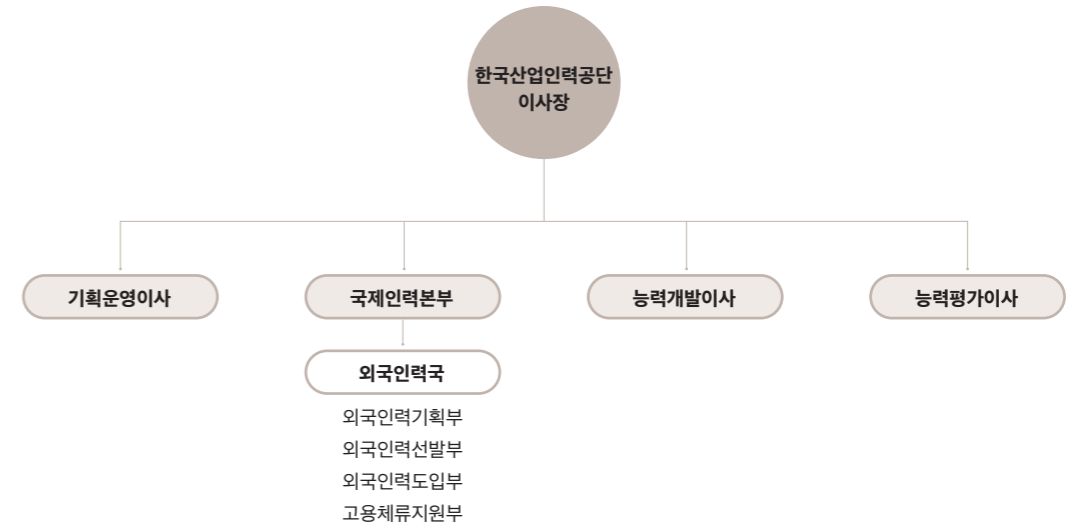 한국산업인력공단
이사장
기획운영이사
국제인력본부
능력개발이사
능력평가이사
외국인력국
외국인력기획부
외국인력선발부
외국인력도입부
고용체류지원부